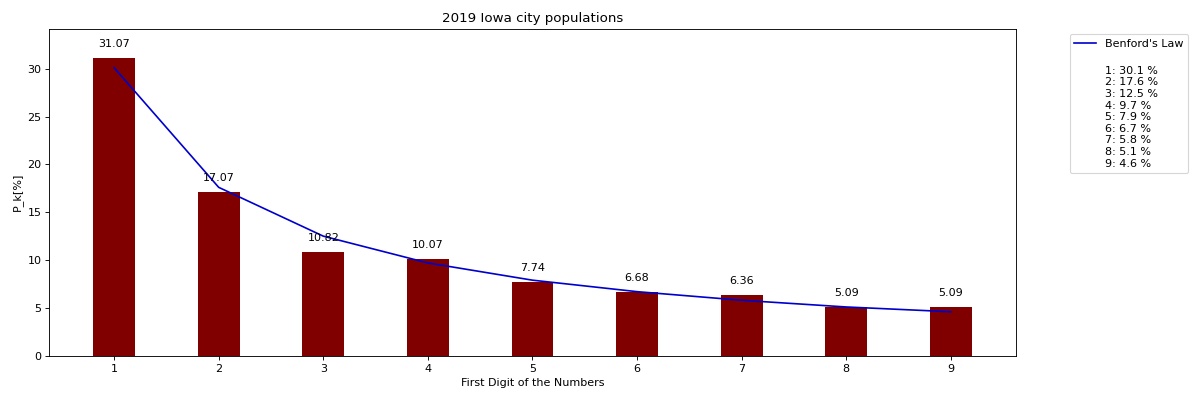 2019 Iowa city populations
Benford's Law
1: 30.1 %
2: 17.6 %
3: 12.5 %
4: 9.7 %
5: 7.9 %
6: 6.7 %
7: 5.8 %
8: 5.1 %
9: 4.6 %
P_k[%]
30
25
20
15
10
5
0
31.07
17.07
10.82
10.07
7.74
6.68
6.36
5.09
5.09
1 2 3 4 5 6 7 8 9
First Digit of the Numbers